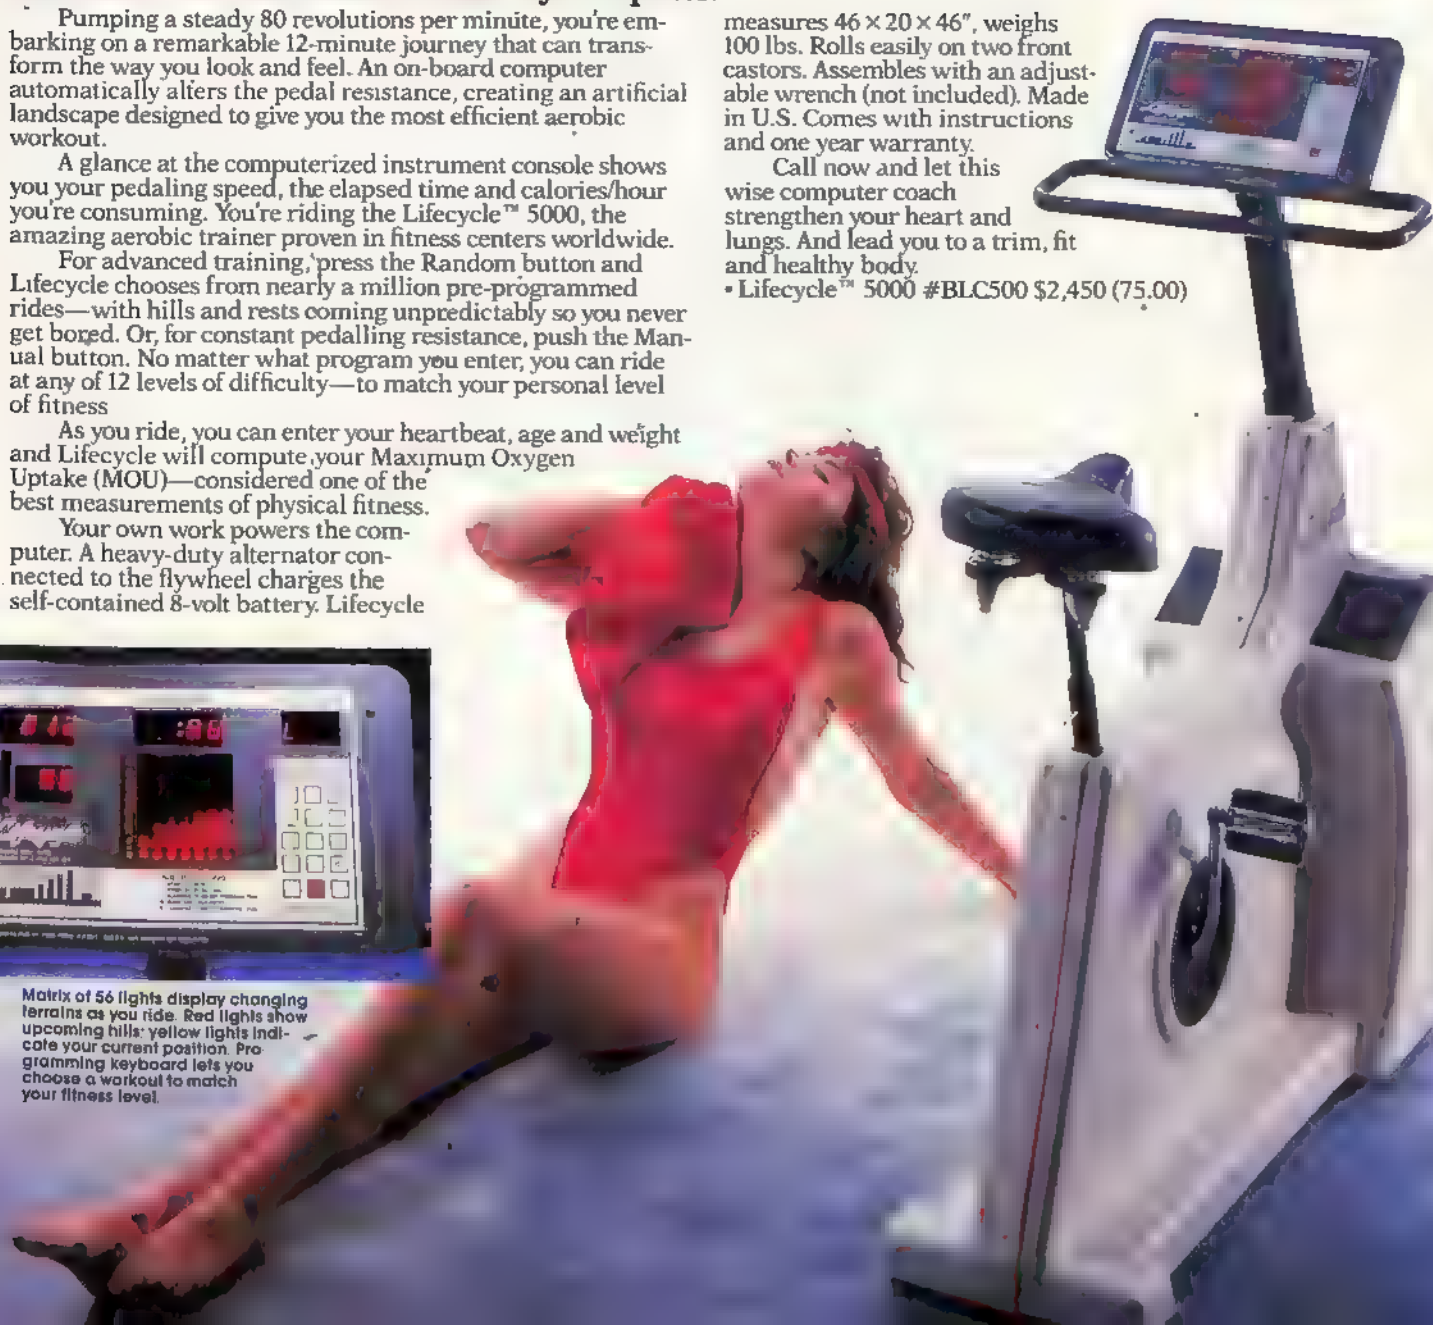 Pumping a steady 80 revolutions per minute, you're em-
barking on a remarkable 12-minute journey that can trans-
form the way you look and feel. An on-board computer
automatically alters the pedal resistance, creating an artificial
landscape designed to give you the most efficient aerobic
workout.
A glance at the computerized instrument console shows
you your pedaling speed, the elapsed time and calories/hour
you're consuming. You're riding the Lifecycle™ 5000, the
amazing aerobic trainer proven in fitness centers worldwide.
For advanced training, press the Random button and
Lifecycle chooses from nearly a million pre-programmed
rides—with hills and rests coming unpredictably so you never
get bored. Or, for constant pedalling resistance, push the Man-
ual button. No matter what program you enter, you can ride
at any of 12 levels of difficulty—to match your personal level
of fitness
As you ride, you can enter your heartbeat, age and weight
and Lifecycle will compute your Maximum Oxygen
Uptake (MOU)—considered one of the
best measurements of physical fitness.
Your own work powers the com-
puter. A heavy-duty alternator con-
nected to the flywheel charges the
self-contained 8-volt battery. Lifecycle
measures 46 × 20 × 46", weighs
100 lbs. Rolls easily on two front
castors. Assembles with an adjust-
able wrench (not included). Made
in U.S. Comes with instructions
and one year warranty.
Call now and let this
wise computer coach
strengthen your heart and
lungs. And lead you to a trim, fit
and healthy body.
• Lifecycle™ 5000 #BLC500 $2,450 (75.00)
Matrix of 56 lights display changing
terrains as you ride. Red lights show
upcoming hills; yellow lights indi-
cate your current position. Pro
gramming keyboard lets you
choose a workout to match
your fitness level.